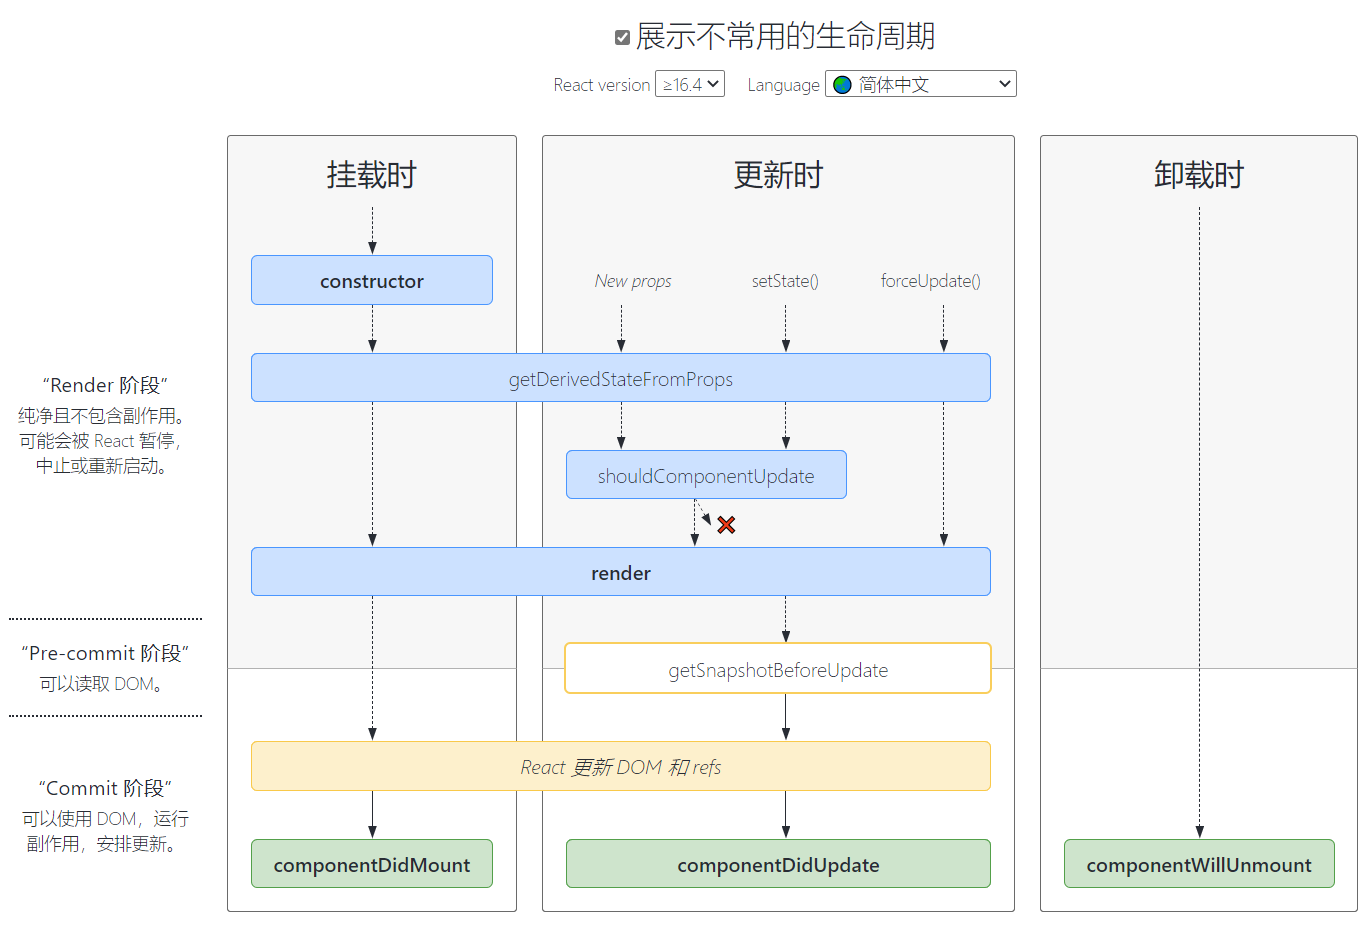 展示不常用的生命周期
React version ≥16.4 Language 简体中文
挂载时
更新时
卸载时
constructor
New props
setState()
forceUpdate()
getDerivedStateFromProps
“Render 阶段”
纯净且不包含副作用。
可能会被 React 暂停，
中止或重新启动。
shouldComponentUpdate
render
“Pre-commit 阶段”
可以读取 DOM。
getSnapshotBeforeUpdate
React 更新 DOM 和 refs
“Commit 阶段”
可以使用 DOM，运行
副作用，安排更新。
componentDidMount
componentDidUpdate
componentWillUnmount